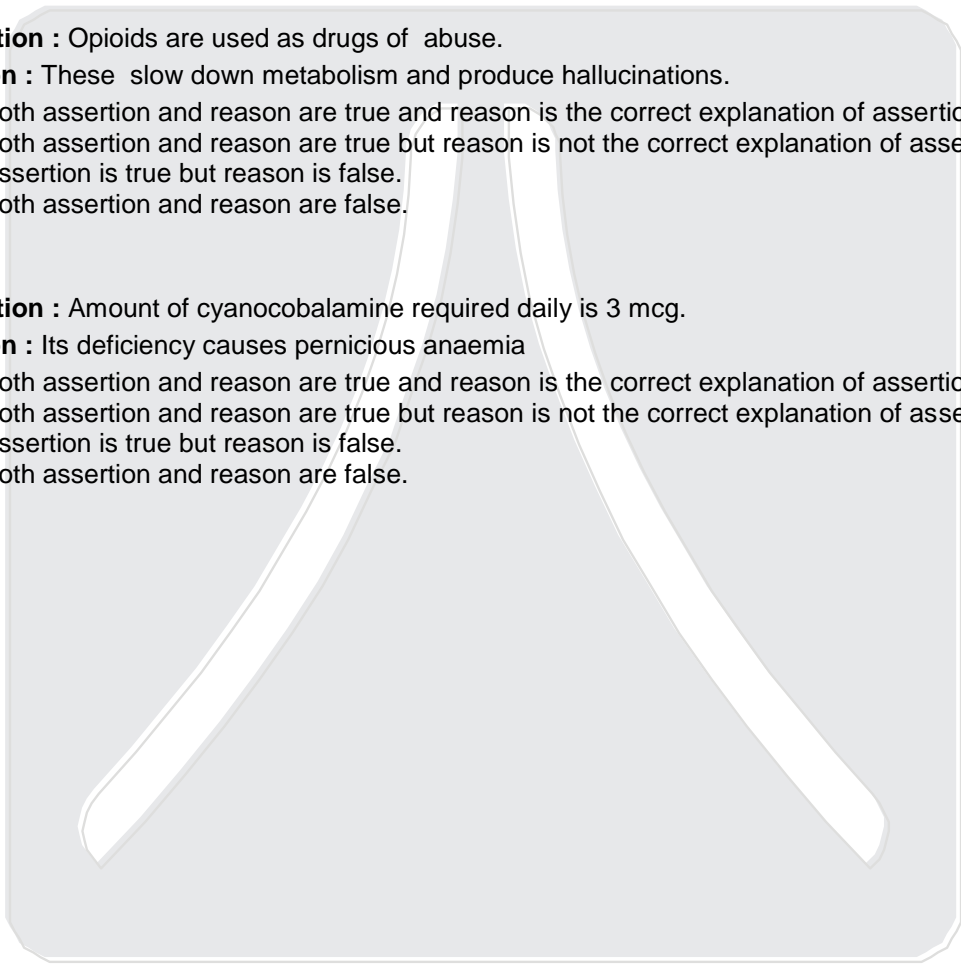 tion : Opioids are used as drugs of abuse.
n : These slow down metabolism and produce hallucinations.
oth assertion and reason are true and reason is the correct explanation of assertio
oth assertion and reason are true but reason is not the correct explanation of asse
ssertion is true but reason is false.
oth assertion and reason are false.
tion : Amount of cyanocobalamine required daily is 3 mcg.
n : Its deficiency causes pernicious anaemia
oth assertion and reason are true and reason is the correct explanation of assertio
oth assertion and reason are true but reason is not the correct explanation of asse
ssertion is true but reason is false.
oth assertion and reason are false.